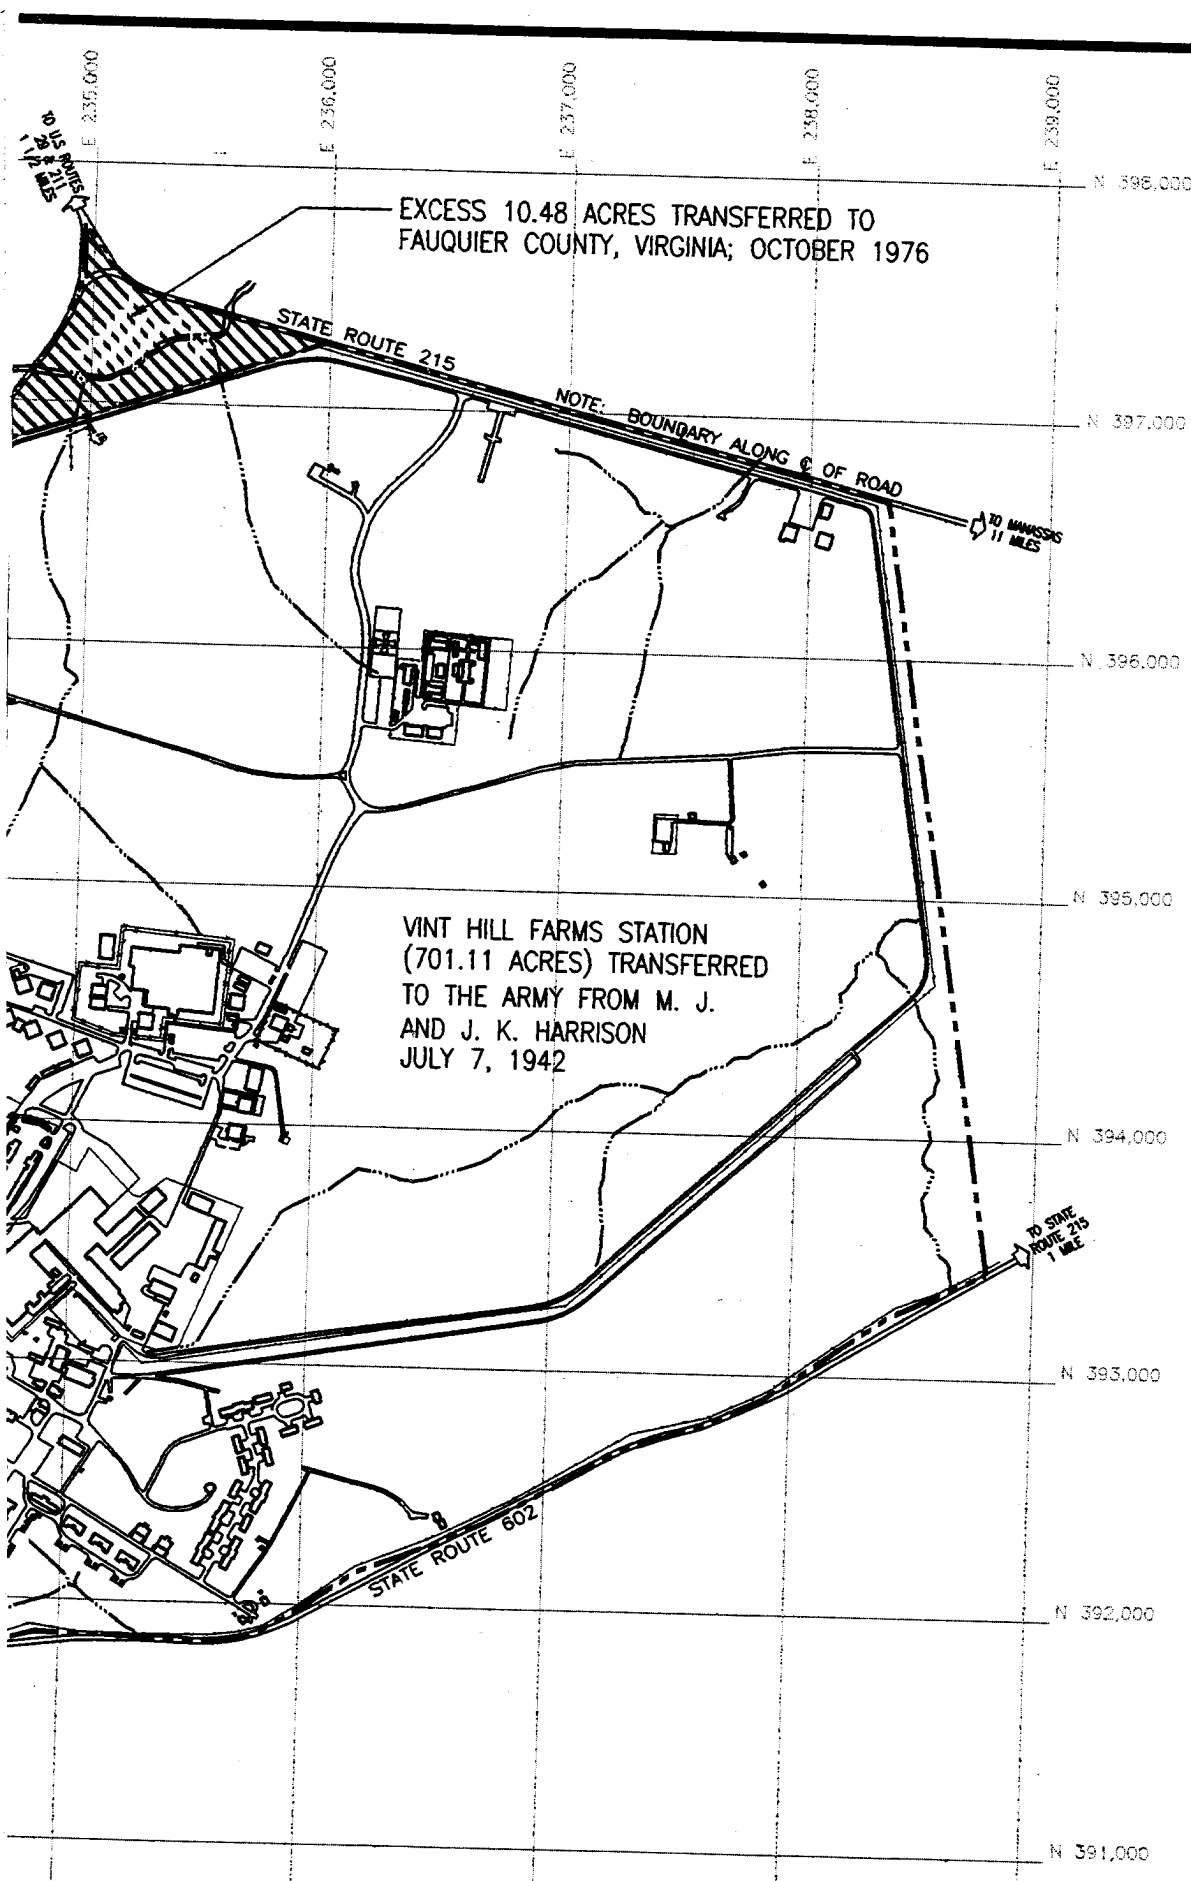 E 235,000
E 236,000
E 237,000
E 238,000
E 239,000
TO U.S ROUTES
29 & 211
1 1/2 MILES
N 398,000
EXCESS 10.48 ACRES TRANSFERRED TO
FAUQUIER COUNTY, VIRGINIA; OCTOBER 1976
STATE ROUTE 215
NOTE: BOUNDARY ALONG ℄ OF ROAD
N 397,000
TO MANASSAS
11 MILES
N 396,000
N 395,000
VINT HILL FARMS STATION
(701.11 ACRES) TRANSFERRED
TO THE ARMY FROM M. J.
AND J. K. HARRISON
JULY 7, 1942
N 394,000
TO STATE
ROUTE 215
1 MILE
N 393,000
STATE ROUTE 602
N 392,000
N 391,000